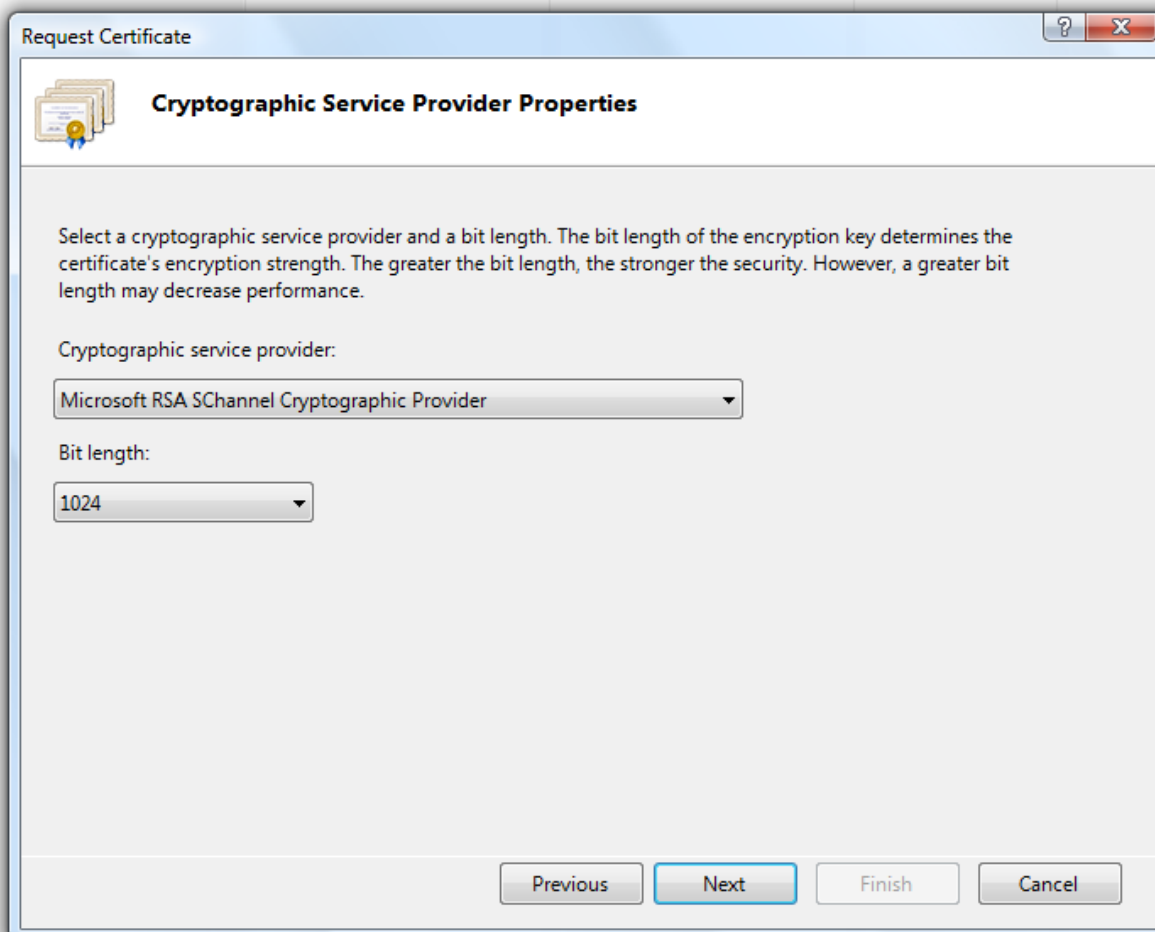 Request Certificate
?
Cryptographic Service Provider Properties
Select a cryptographic service provider and a bit length. The bit length of the encryption key determines the
certificate's encryption strength. The greater the bit length, the stronger the security. However, a greater bit
length may decrease performance.
Cryptographic service provider:
Microsoft RSA SChannel Cryptographic Provider
Bit length:
1024
Previous Next Finish Cancel